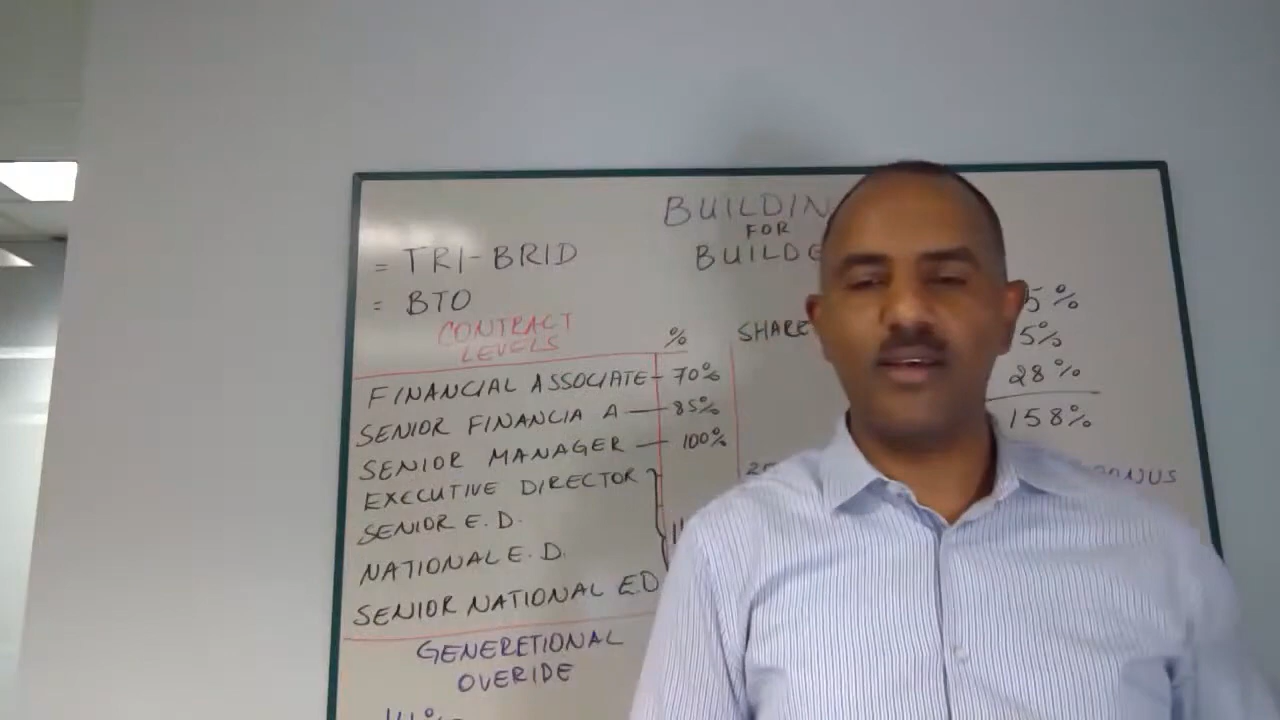 BUILDIN
FOR
BUILD
= TRI-BRID
= BTO
CONTRACT
LEVELS
%
FINANCIAL ASSOCIATE - 70%
SENIOR FINANCIA A - 85%
SENIOR MANAGER - 100%
EXECUTIVE DIRECTOR
SENIOR E. D.
NATIONAL E. D.
SENIOR NATIONAL E.D
GENERETIONAL
OVERIDE
SHARE
5%
5%
28%
158%